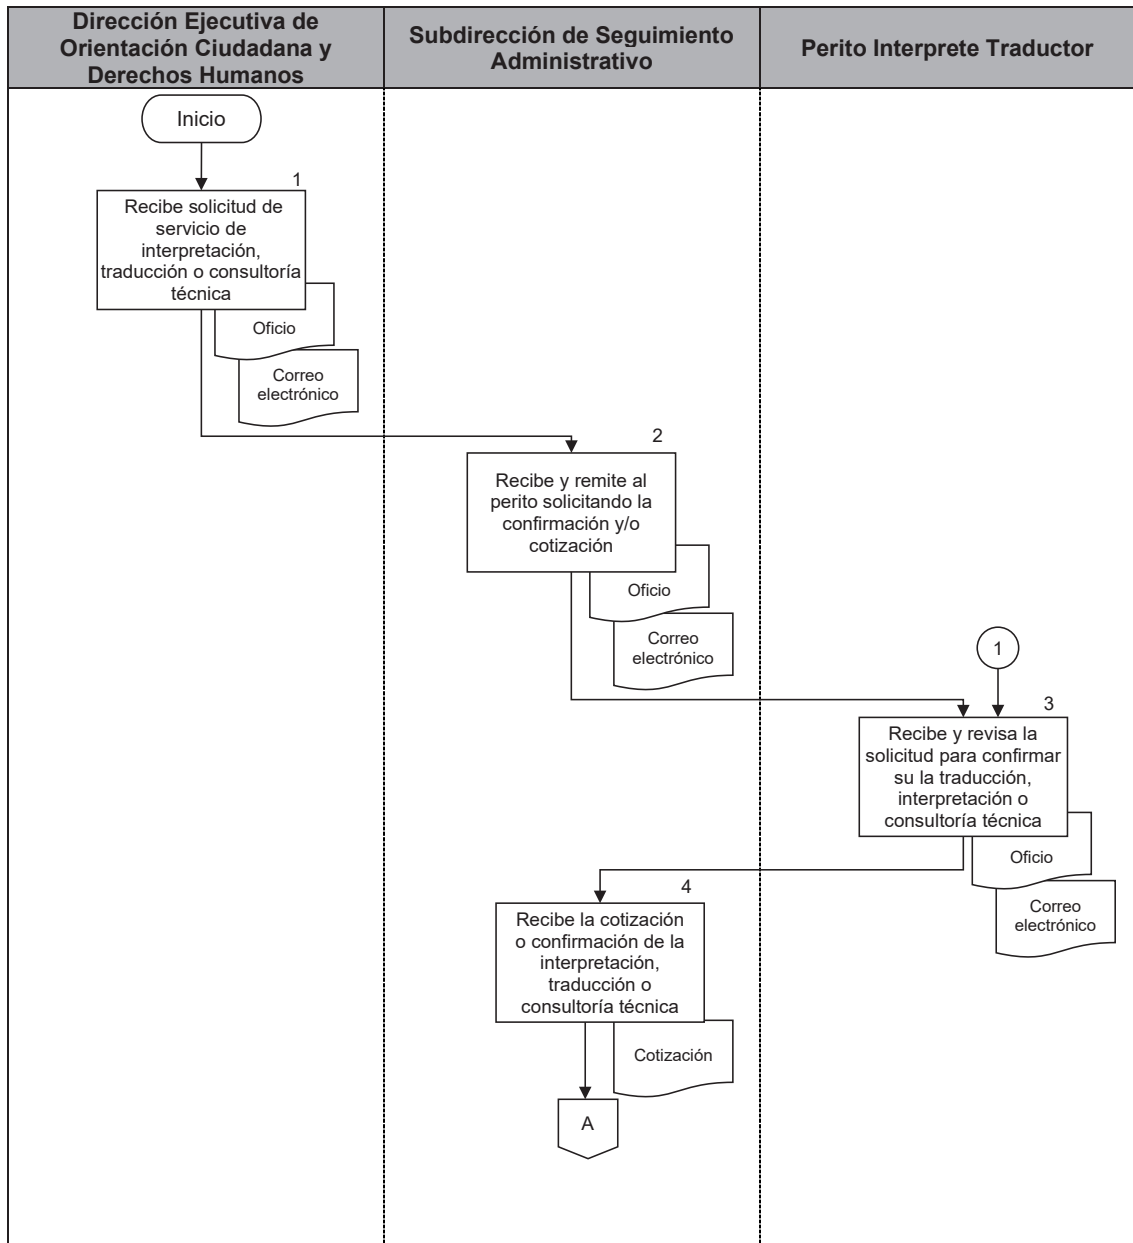 Dirección Ejecutiva de
Orientación Ciudadana y
Derechos Humanos
Subdirección de Seguimiento
Administrativo
Perito Interprete Traductor
Inicio
1
Recibe solicitud de
servicio de
interpretación,
traducción o consultoría
técnica
Oficio
Correo
electrónico
2
Recibe y remite al
perito solicitando la
confirmación y/o
cotización
Oficio
Correo
electrónico
1
3
Recibe y revisa la
solicitud para confirmar
su la traducción,
interpretación o
consultoría técnica
Oficio
Correo
electrónico
4
Recibe la cotización
o confirmación de la
interpretación,
traducción o
consultoría técnica
Cotización
A